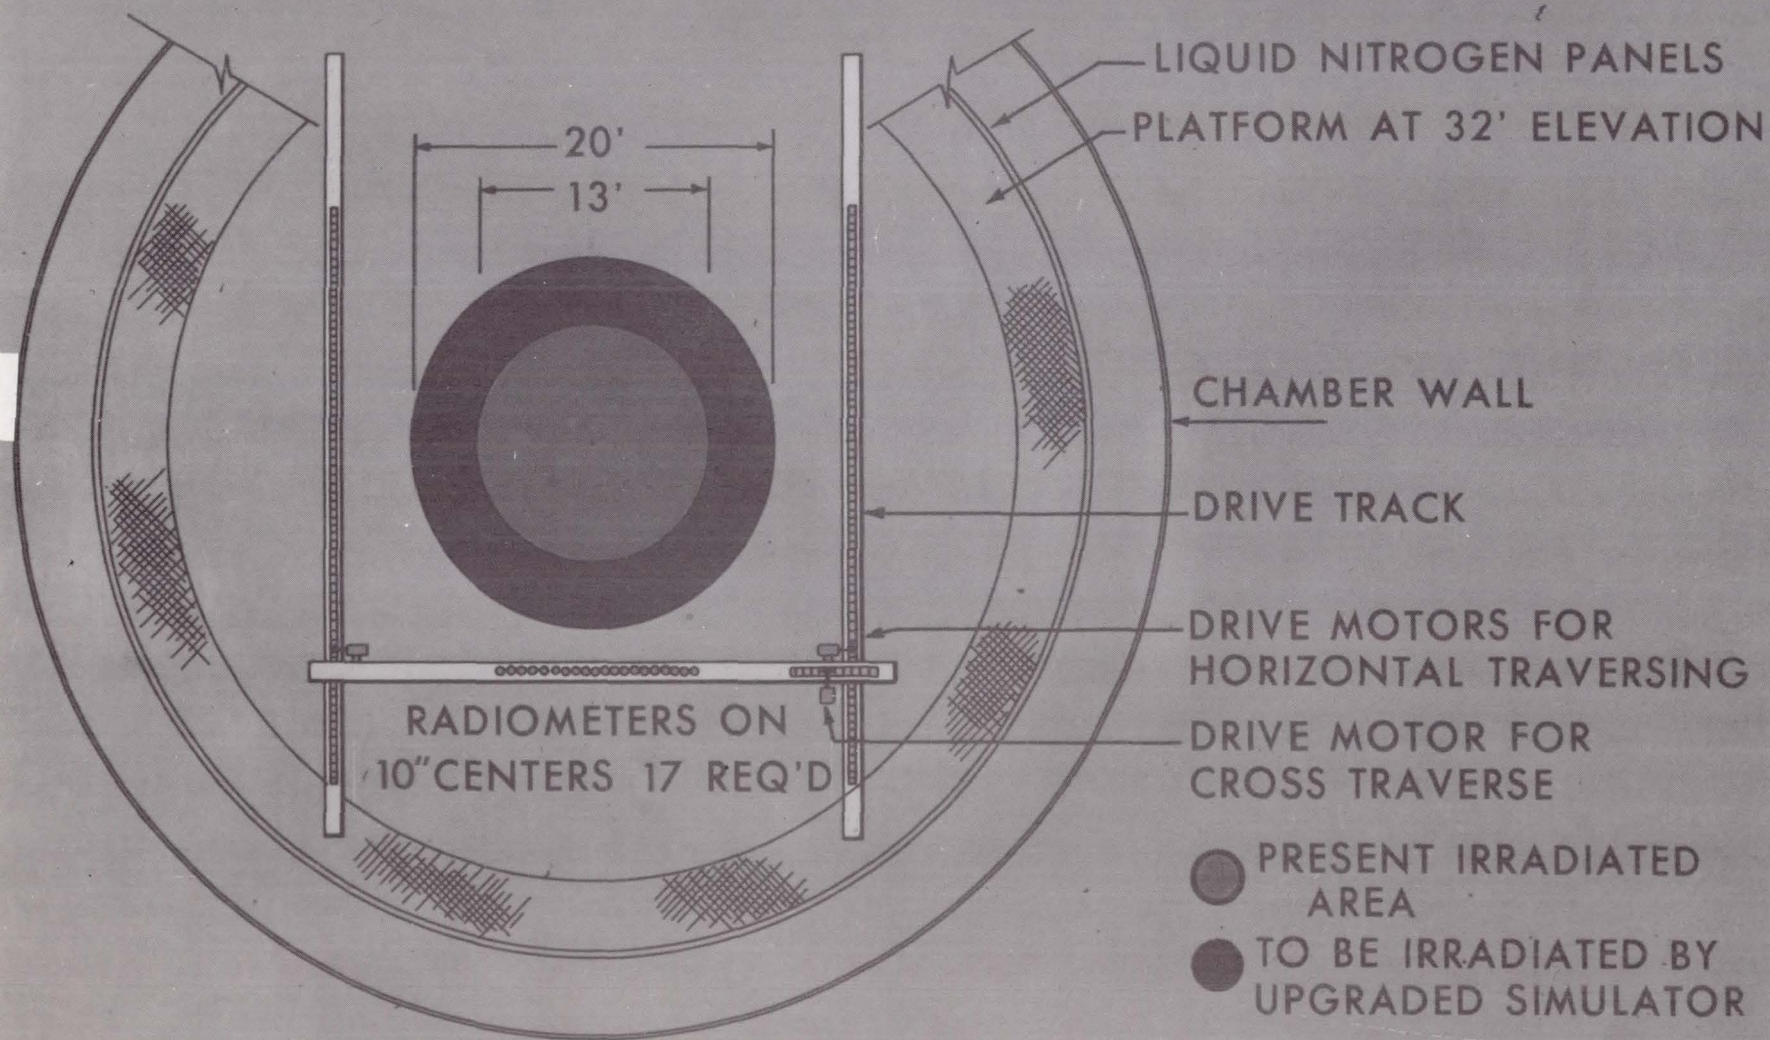 LIQUID NITROGEN PANELS
PLATFORM AT 32' ELEVATION
20'
13'
CHAMBER WALL
DRIVE TRACK
DRIVE MOTORS FOR
HORIZONTAL TRAVERSING
RADIOMETERS ON
10" CENTERS 17 REQ'D
DRIVE MOTOR FOR
CROSS TRAVERSE
PRESENT IRRADIATED
AREA
TO BE IRRADIATED BY
UPGRADED SIMULATOR